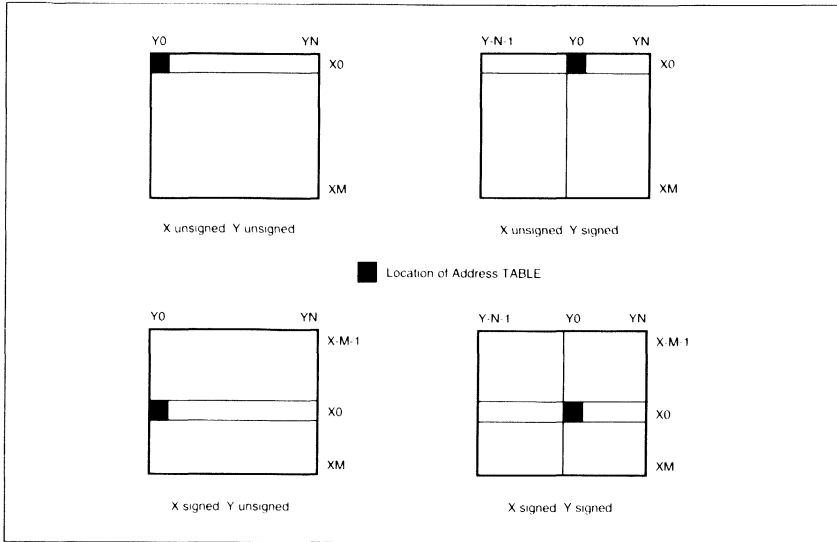 Y0 YN
X0
XM
X unsigned Y unsigned
Y-N-1 Y0 YN
X0
XM
X unsigned Y signed
Location of Address TABLE
Y0 YN
X-M-1
X0
XM
X signed Y unsigned
Y-N-1 Y0 YN
X-M-1
X0
XM
X signed Y signed